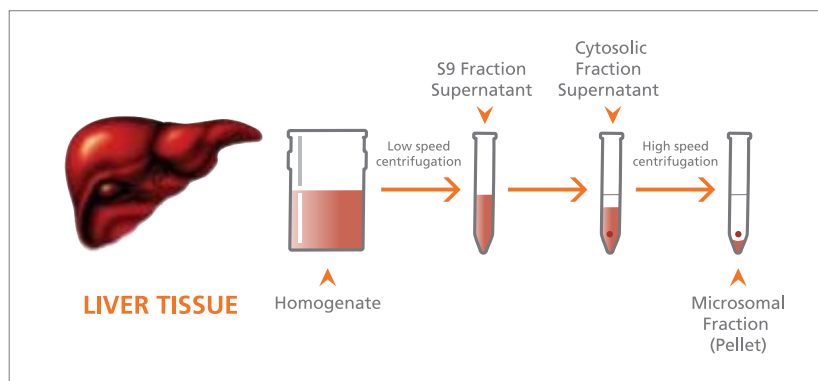 S9 Fraction
Supernatant
Cytosolic
Fraction
Supernatant
Low speed
centrifugation
High speed
centrifugation
LIVER TISSUE
Homogenate
Microsomal
Fraction
(Pellet)